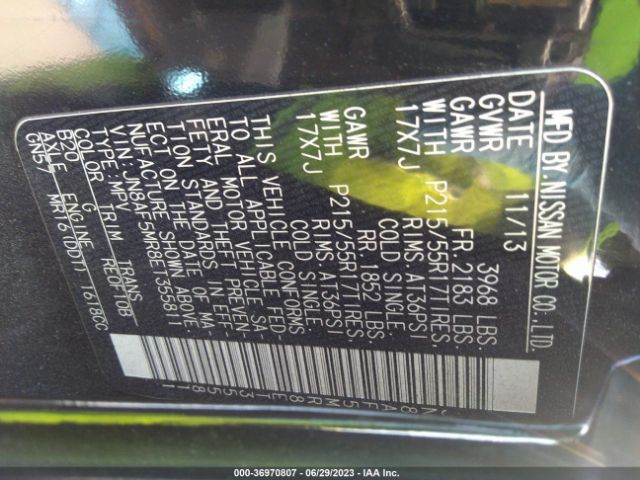 MFD BY NISSAN MOTOR CO., LTD.
DATE 11/13
GVWR 3968 LBS.
GAWR FR. 2183 LBS.
WITH P215/55R17TIRES
17X7J RIMS. AT36PSI
COLD SINGLE.
GAWR RR. 1852 LBS
WITH P215/55R17TIRES
17X7J RIMS. AT36PSI
COLD SINGLE
THIS VEHICLE CONFORMS
TO ALL APPLICABLE FED-
ERAL MOTOR VEHICLE SA-
FETY AND THEFT PREVEN-
TION STANDARDS IN EFF-
ECT ON THE DATE OF MA-
NUFACTURE SHOWN ABOVE.
VIN: JN8AF5MR8ET355811
TYPE: MPV
COLOR TRIM TRANS
B20 G RE0F10B
AXLE ENGINE
GN57 MR16(DDT) 1618CC
JN8AF5MR8ET355811
000-36970807 - 06/29/2023 - IAA Inc.